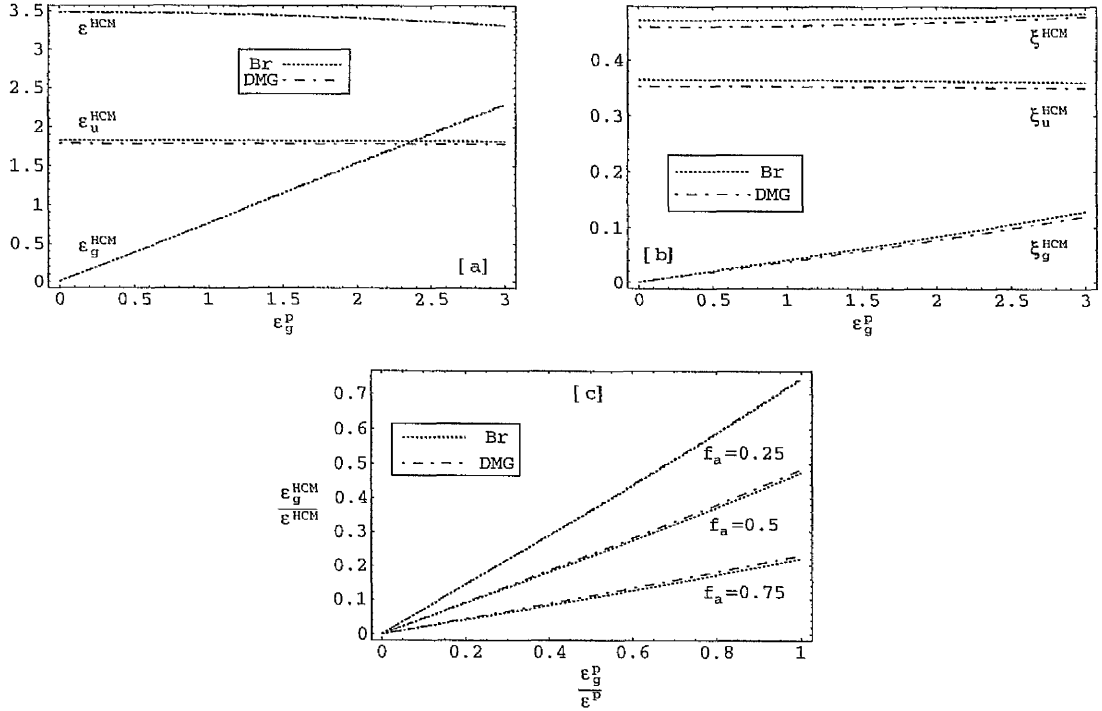 3.5
3
2.5
2
1.5
1
0.5
0
ε^HCM
Br
DMG
ε_u^HCM
ε_g^HCM
[a]
0 0.5 1 1.5 2 2.5 3
ε_g^p
0.4
0.3
0.2
0.1
0
ξ^HCM
ξ_u^HCM
Br
DMG
ξ_g^HCM
[b]
0 0.5 1 1.5 2 2.5 3
ε_g^p
[c]
0.7
0.6
0.5
0.4
0.3
0.2
0.1
0
Br
DMG
ε_g^HCM
ε^HCM
f_a=0.25
f_a=0.5
f_a=0.75
0 0.2 0.4 0.6 0.8 1
ε_g^p
ε^p